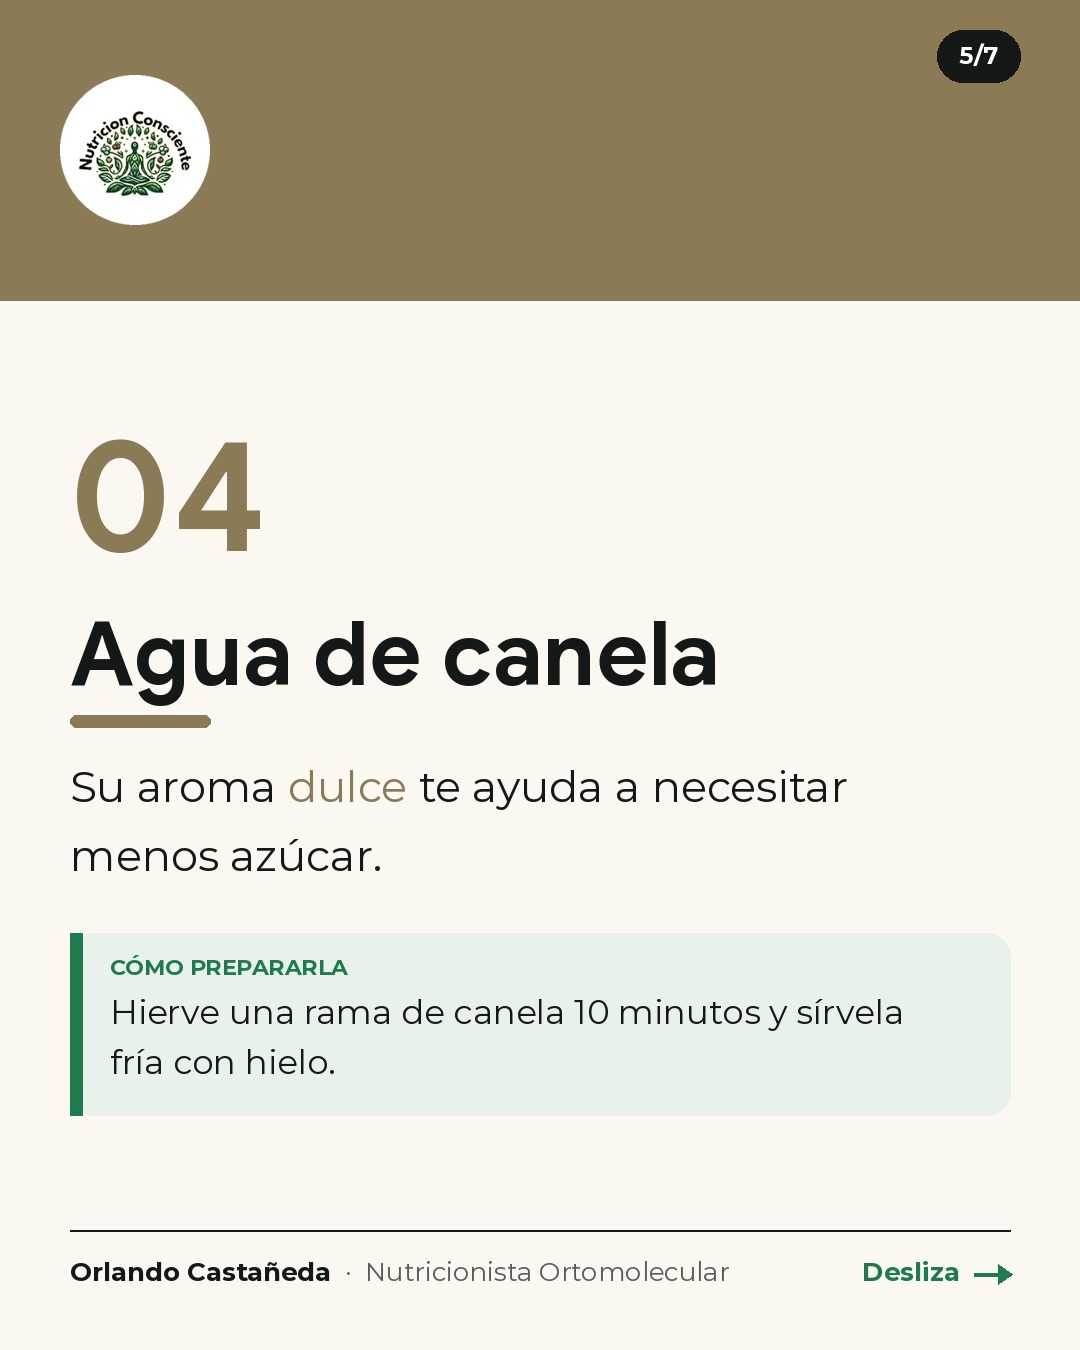 5/7
Nutricion Consciente
04
Agua de canela
Su aroma dulce te ayuda a necesitar
menos azúcar.
CÓMO PREPARARLA
Hierve una rama de canela 10 minutos y sírvela
fría con hielo.
Orlando Castañeda · Nutricionista Ortomolecular
Desliza